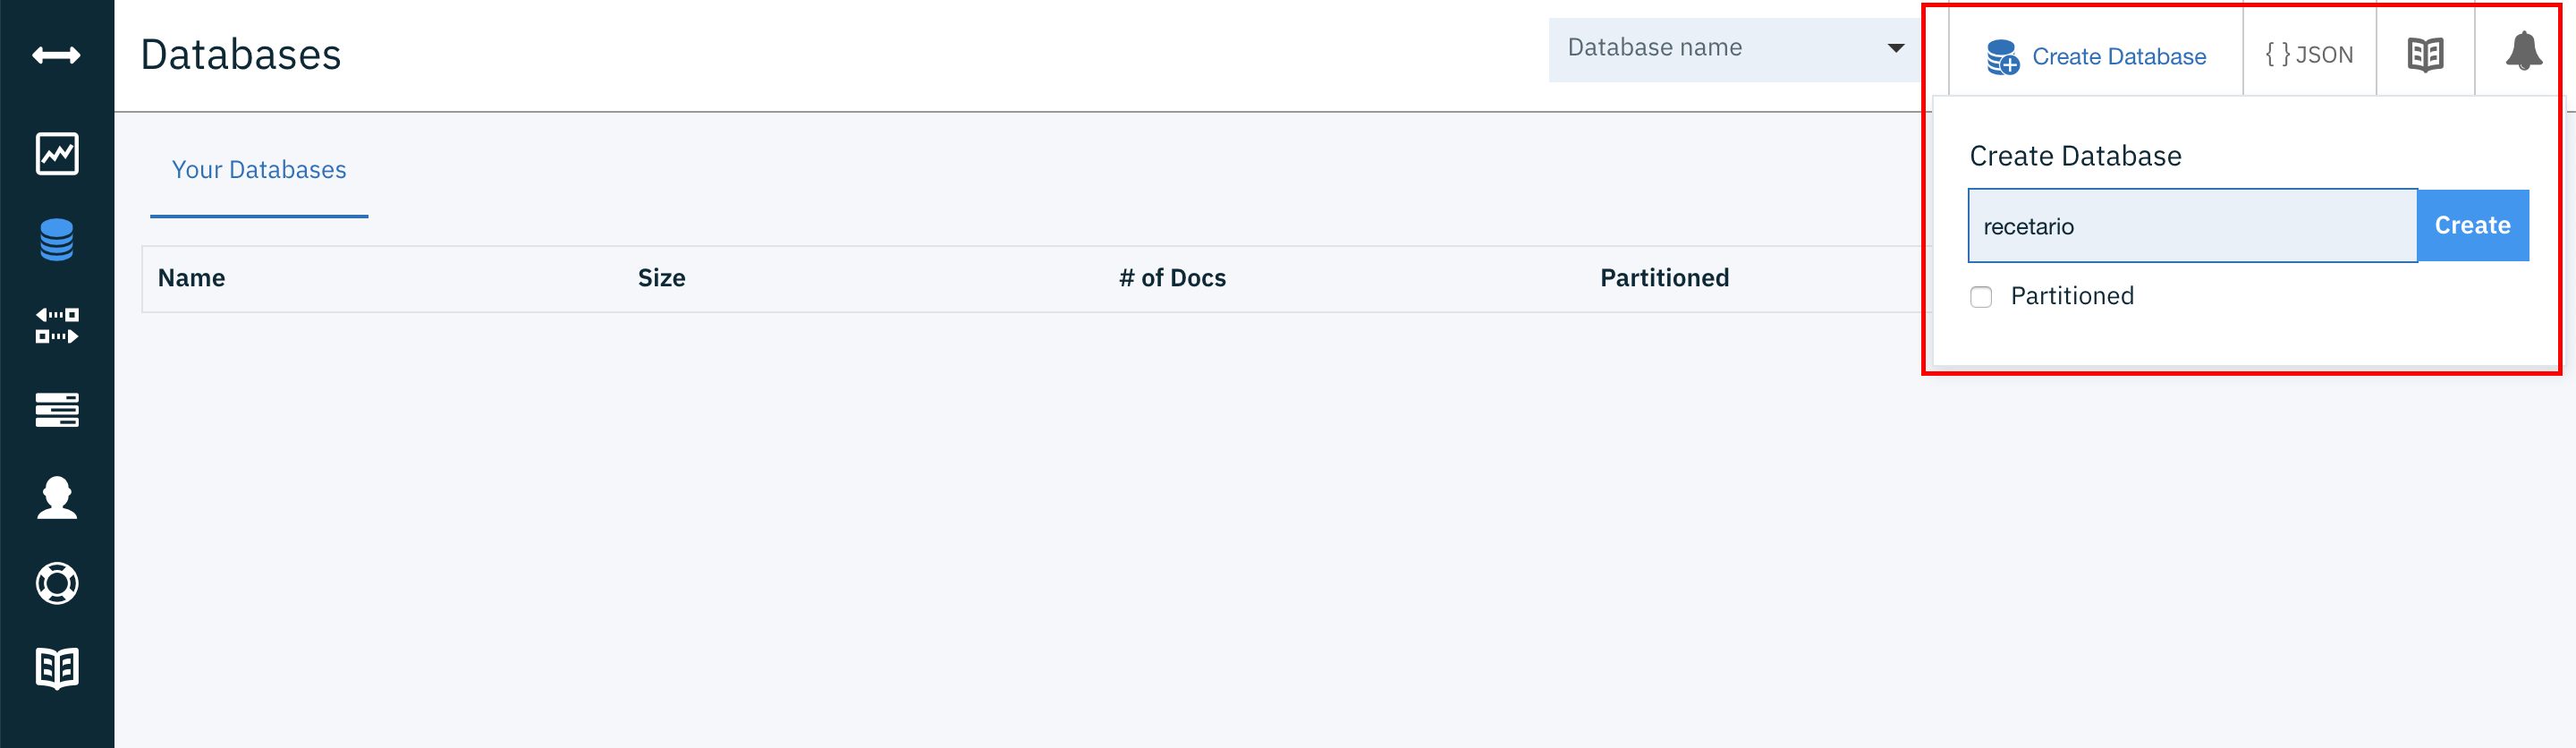 Databases
Database name
Create Database
{ } JSON
Create Database
recetario
Create
Partitioned
Your Databases
Name Size # of Docs Partitioned